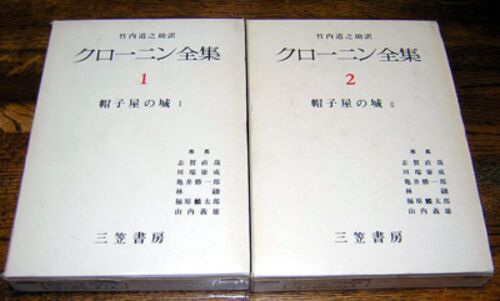 竹内道之助訳
クローニン全集
1
帽子屋の城 I
推薦
志賀直哉
川端康成
亀井勝一郎
林髞
福原麟太郎
山内義雄
三笠書房
竹内道之助訳
クローニン全集
2
帽子屋の城 II
推薦
志賀直哉
川端康成
亀井勝一郎
林髞
福原麟太郎
山内義雄
三笠書房